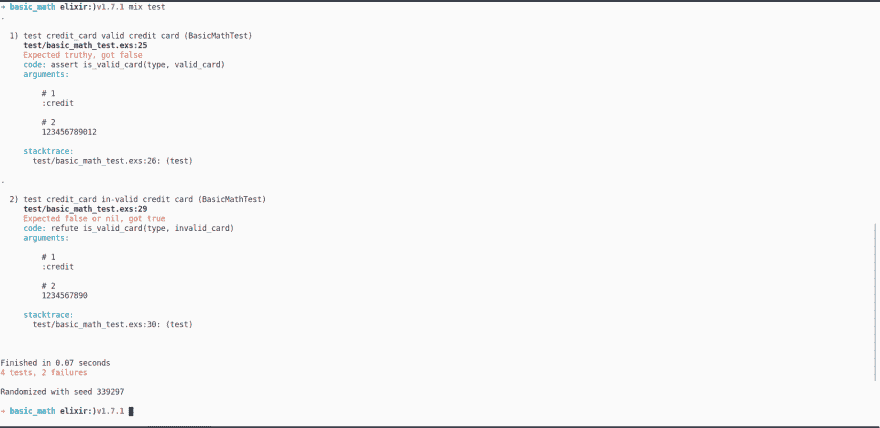 → basic_math elixir:)v1.7.1 mix test
.
1) test credit_card valid credit card (BasicMathTest)
test/basic_math_test.exs:25
Expected truthy, got false
code: assert is_valid_card(type, valid_card)
arguments:
# 1
:credit
# 2
123456789012
stacktrace:
test/basic_math_test.exs:26: (test)
.
2) test credit_card in-valid credit card (BasicMathTest)
test/basic_math_test.exs:29
Expected false or nil, got true
code: refute is_valid_card(type, invalid_card)
arguments:
# 1
:credit
# 2
1234567890
stacktrace:
test/basic_math_test.exs:30: (test)
Finished in 0.07 seconds
4 tests, 2 failures
Randomized with seed 339297
→ basic_math elixir:)v1.7.1